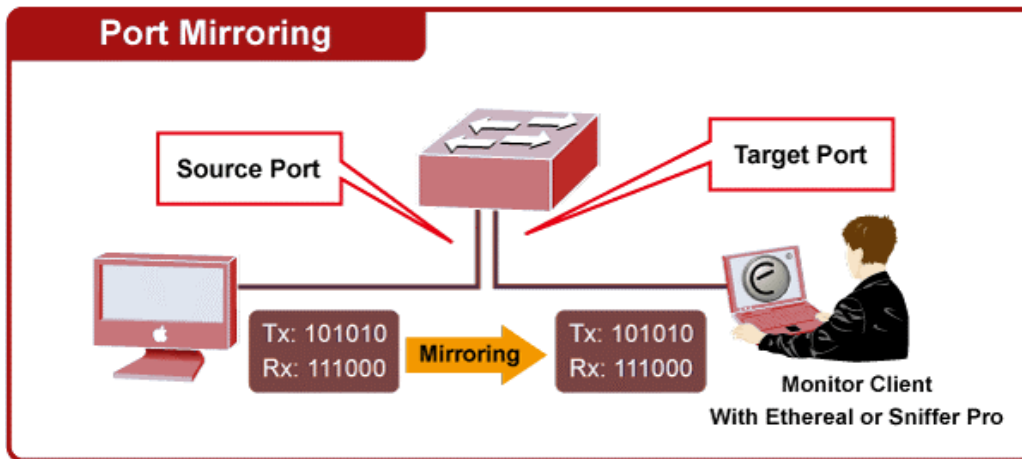 Port Mirroring
Source Port
Target Port
Tx: 101010
Rx: 111000
Mirroring
Tx: 101010
Rx: 111000
e
Monitor Client
With Ethereal or Sniffer Pro